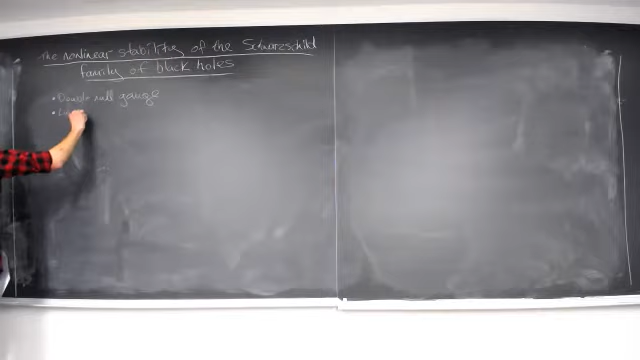 The nonlinear stability of the Schwarzschild
family of black holes
• Double null gauge
•